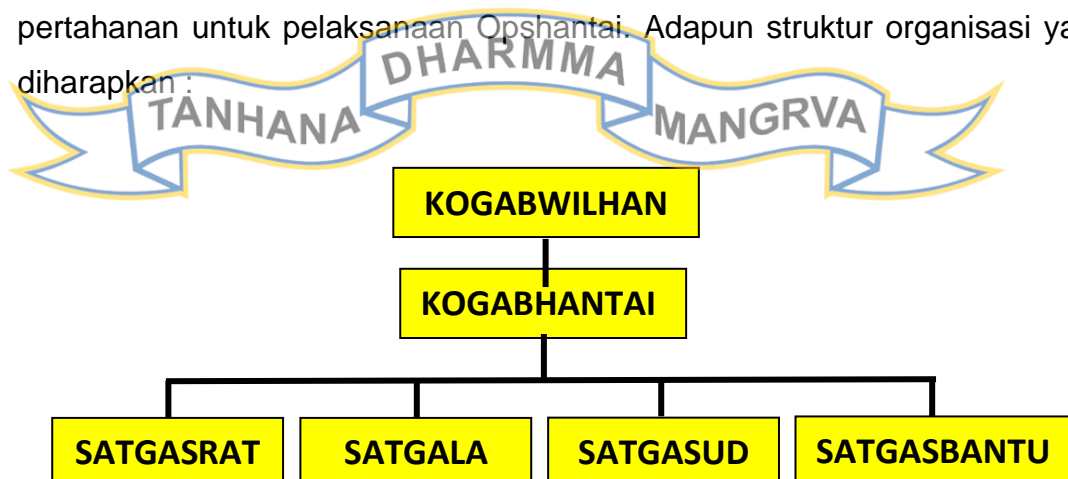 pertahanan untuk pelaksanaan Opshantai. Adapun struktur organisasi ya
diharapkan :
TANHANA DHARMMA MANGRVA
KOGABWILHAN
KOGABHANTAI
SATGASRAT SATGALA SATGASUD SATGASBANTU